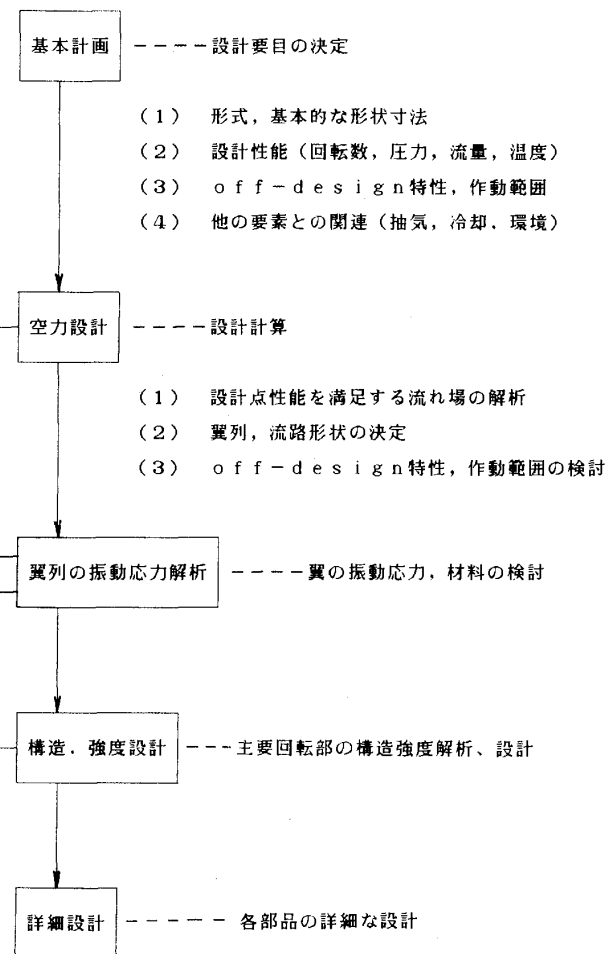 基本計画 ----設計要目の決定
(1) 形式,基本的な形状寸法
(2) 設計性能(回転数,圧力,流量,温度)
(3) off-design特性,作動範囲
(4) 他の要素との関連(抽気,冷却,環境)
空力設計 ----設計計算
(1) 設計点性能を満足する流れ場の解析
(2) 翼列,流路形状の決定
(3) off-design特性,作動範囲の検討
翼列の振動応力解析 ----翼の振動応力,材料の検討
構造,強度設計 ---主要回転部の構造強度解析、設計
詳細設計 ----- 各部品の詳細な設計